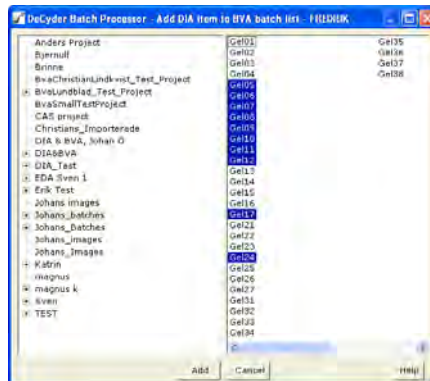 DeCyder Batch Processor - Add DIA item to BVA batch list - FREDRIK
Anders Project
Bjernulf
Brinne
BvaChristianLindkvist_Test_Project
BvaLundblad_Test_Project
BvaSmallTestProject
CAS project
Christians_Importerade
DIA & BVA, Johan Ö
DIA&BVA
DIA_Test
EDA Sven 1
Erik Test
Johans images
Johans_batches
Johans_Batches
Johans_images
Johans_Images
Katrin
magnus
magnus k
Sven
TEST
Gel01
Gel02
Gel03
Gel04
Gel05
Gel06
Gel07
Gel08
Gel09
Gel10
Gel11
Gel12
Gel13
Gel14
Gel15
Gel16
Gel17
Gel21
Gel22
Gel23
Gel24
Gel25
Gel26
Gel27
Gel31
Gel32
Gel33
Gel34
Gel35
Gel36
Gel37
Gel38
Add
Cancel
Help